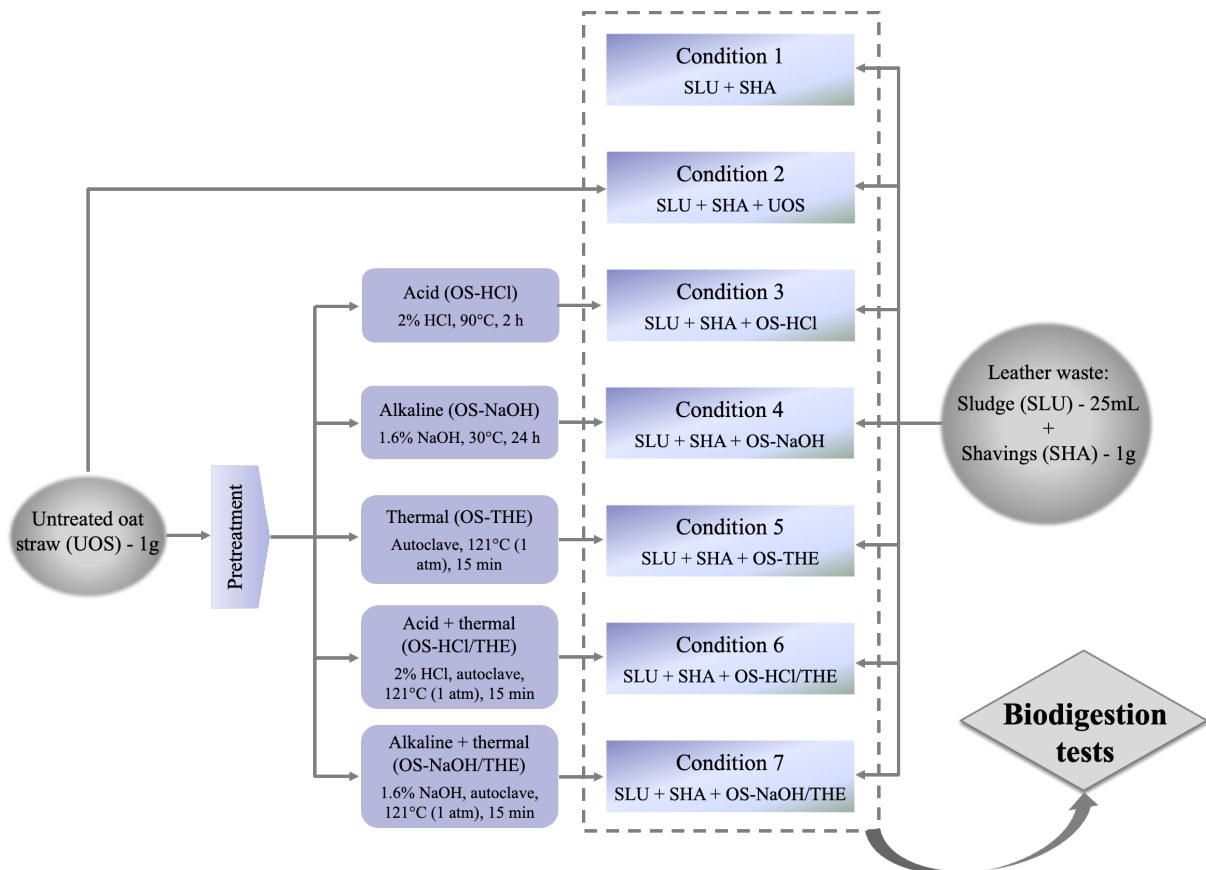 Condition 1
SLU + SHA
Condition 2
SLU + SHA + UOS
Acid (OS-HCl)
2% HCl, 90°C, 2 h
Condition 3
SLU + SHA + OS-HCl
Alkaline (OS-NaOH)
1.6% NaOH, 30°C, 24 h
Condition 4
SLU + SHA + OS-NaOH
Leather waste:
Sludge (SLU) - 25mL
+
Shavings (SHA) - 1g
Untreated oat
straw (UOS) - 1g
Pretreatment
Thermal (OS-THE)
Autoclave, 121°C (1
atm), 15 min
Condition 5
SLU + SHA + OS-THE
Acid + thermal
(OS-HCl/THE)
2% HCl, autoclave,
121°C (1 atm), 15 min
Condition 6
SLU + SHA + OS-HCl/THE
Alkaline + thermal
(OS-NaOH/THE)
1.6% NaOH, autoclave,
121°C (1 atm), 15 min
Condition 7
SLU + SHA + OS-NaOH/THE
Biodigestion
tests